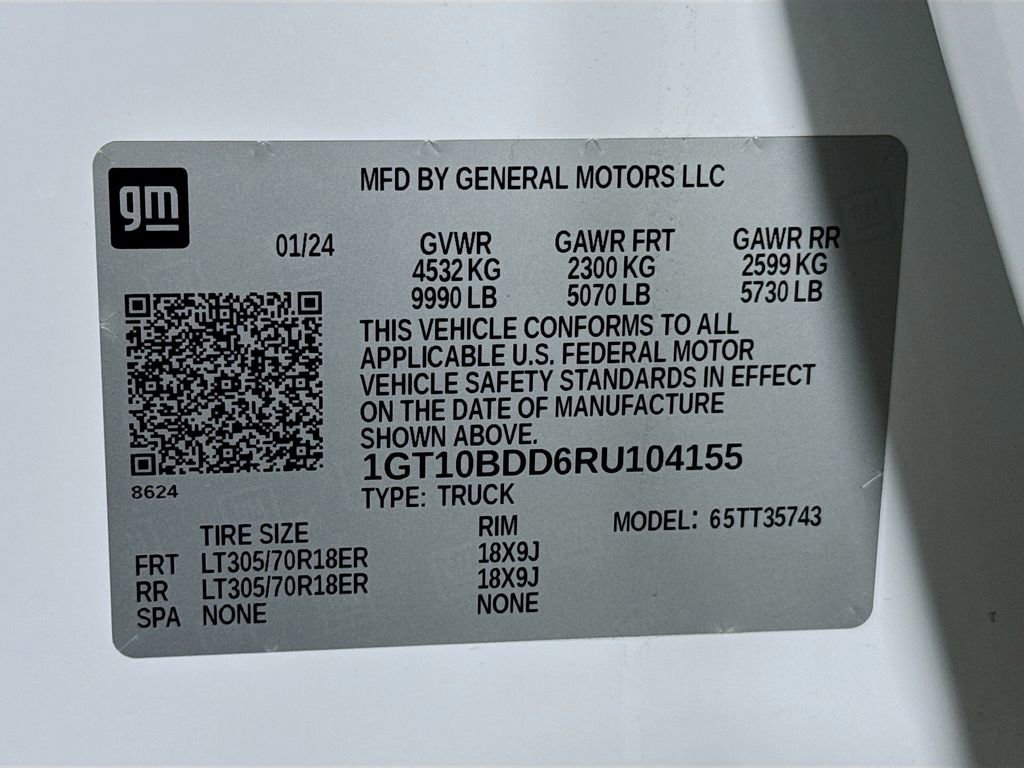 gm
MFD BY GENERAL MOTORS LLC
01/24 GVWR GAWR FRT GAWR RR
4532 KG 2300 KG 2599 KG
9990 LB 5070 LB 5730 LB
THIS VEHICLE CONFORMS TO ALL
APPLICABLE U.S. FEDERAL MOTOR
VEHICLE SAFETY STANDARDS IN EFFECT
ON THE DATE OF MANUFACTURE
SHOWN ABOVE.
1GT10BDD6RU104155
8624
TYPE: TRUCK
TIRE SIZE RIM MODEL: 65TT35743
FRT LT305/70R18ER 18X9J
RR LT305/70R18ER 18X9J
SPA NONE NONE